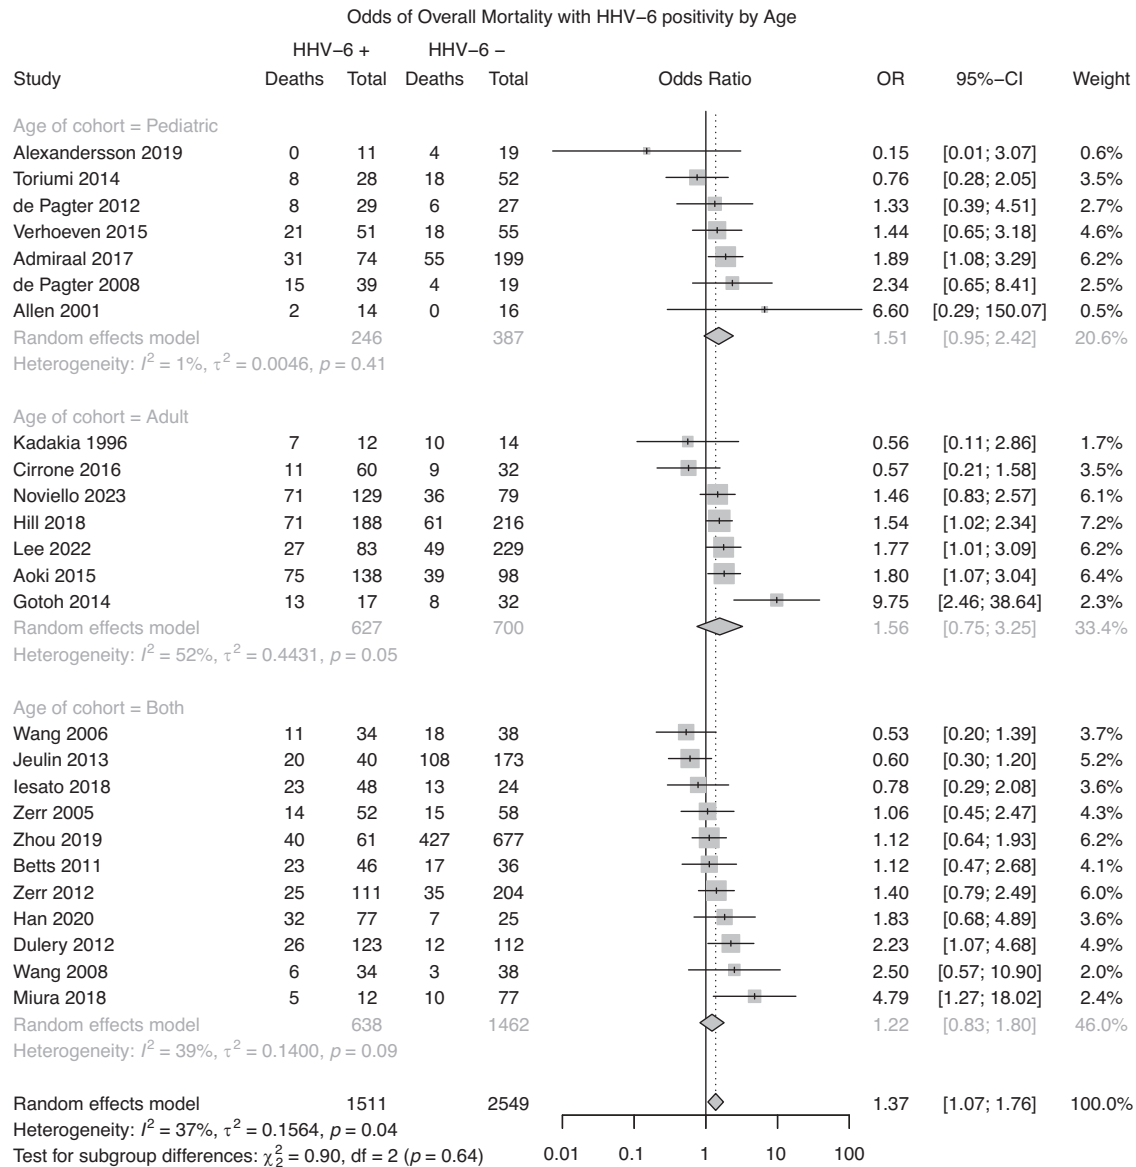 Odds of Overall Mortality with HHV−6 positivity by Age
HHV−6 + HHV−6 −
Study Deaths Total Deaths Total Odds Ratio OR 95%−CI Weight
Age of cohort = Pediatric
Alexandersson 2019 0 11 4 19 0.15 [0.01; 3.07] 0.6%
Toriumi 2014 8 28 18 52 0.76 [0.28; 2.05] 3.5%
de Pagter 2012 8 29 6 27 1.33 [0.39; 4.51] 2.7%
Verhoeven 2015 21 51 18 55 1.44 [0.65; 3.18] 4.6%
Admiraal 2017 31 74 55 199 1.89 [1.08; 3.29] 6.2%
de Pagter 2008 15 39 4 19 2.34 [0.65; 8.41] 2.5%
Allen 2001 2 14 0 16 6.60 [0.29; 150.07] 0.5%
Random effects model 246 387 1.51 [0.95; 2.42] 20.6%
Heterogeneity: I² = 1%, τ² = 0.0046, p = 0.41
Age of cohort = Adult
Kadakia 1996 7 12 10 14 0.56 [0.11; 2.86] 1.7%
Cirrone 2016 11 60 9 32 0.57 [0.21; 1.58] 3.5%
Noviello 2023 71 129 36 79 1.46 [0.83; 2.57] 6.1%
Hill 2018 71 188 61 216 1.54 [1.02; 2.34] 7.2%
Lee 2022 27 83 49 229 1.77 [1.01; 3.09] 6.2%
Aoki 2015 75 138 39 98 1.80 [1.07; 3.04] 6.4%
Gotoh 2014 13 17 8 32 9.75 [2.46; 38.64] 2.3%
Random effects model 627 700 1.56 [0.75; 3.25] 33.4%
Heterogeneity: I² = 52%, τ² = 0.4431, p = 0.05
Age of cohort = Both
Wang 2006 11 34 18 38 0.53 [0.20; 1.39] 3.7%
Jeulin 2013 20 40 108 173 0.60 [0.30; 1.20] 5.2%
Iesato 2018 23 48 13 24 0.78 [0.29; 2.08] 3.6%
Zerr 2005 14 52 15 58 1.06 [0.45; 2.47] 4.3%
Zhou 2019 40 61 427 677 1.12 [0.64; 1.93] 6.2%
Betts 2011 23 46 17 36 1.12 [0.47; 2.68] 4.1%
Zerr 2012 25 111 35 204 1.40 [0.79; 2.49] 6.0%
Han 2020 32 77 7 25 1.83 [0.68; 4.89] 3.6%
Dulery 2012 26 123 12 112 2.23 [1.07; 4.68] 4.9%
Wang 2008 6 34 3 38 2.50 [0.57; 10.90] 2.0%
Miura 2018 5 12 10 77 4.79 [1.27; 18.02] 2.4%
Random effects model 638 1462 1.22 [0.83; 1.80] 46.0%
Heterogeneity: I² = 39%, τ² = 0.1400, p = 0.09
Random effects model 1511 2549 1.37 [1.07; 1.76] 100.0%
Heterogeneity: I² = 37%, τ² = 0.1564, p = 0.04
Test for subgroup differences: χ²₂ = 0.90, df = 2 (p = 0.64) 0.01 0.1 1 10 100